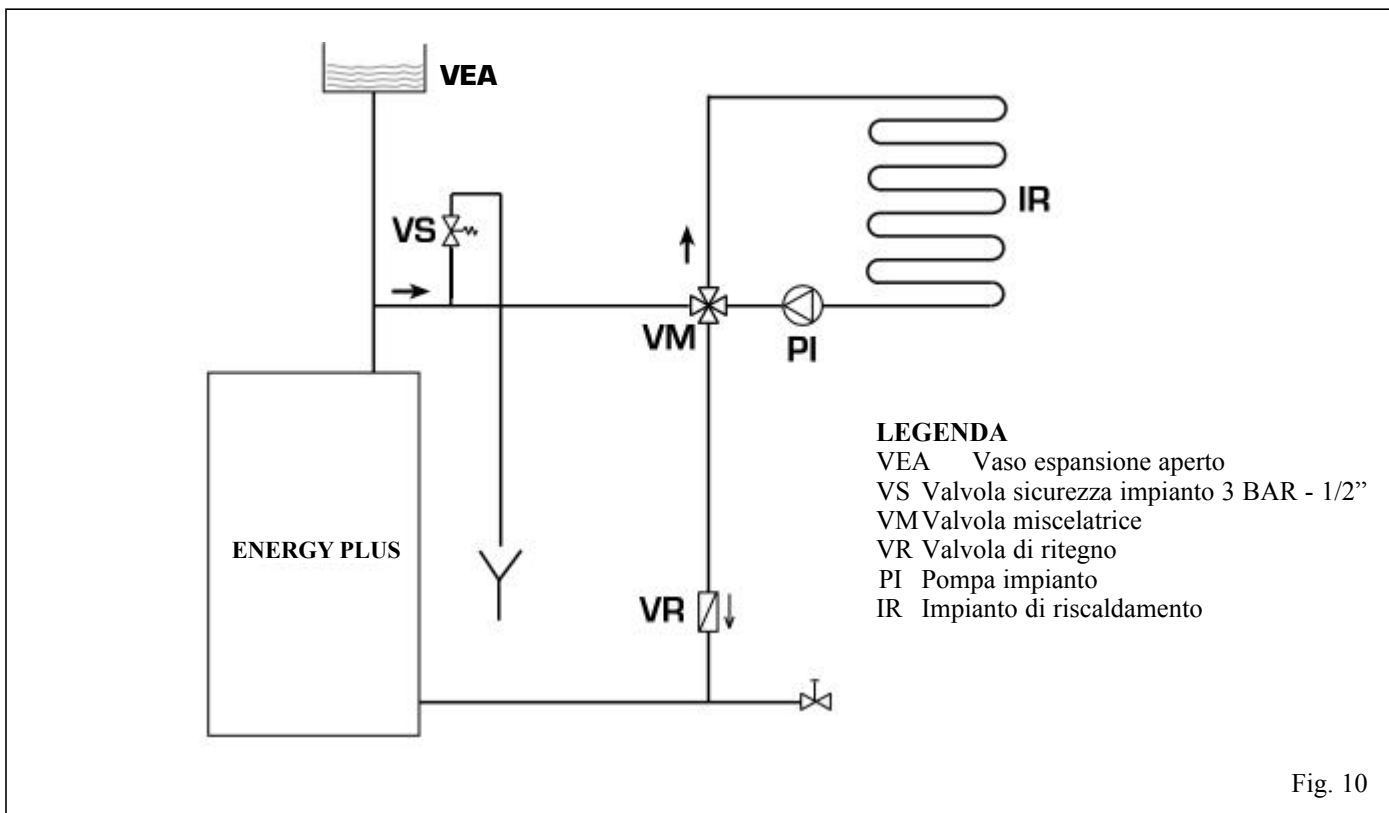 VEA
VS
IR
VM
PI
LEGENDA
VEA Vaso espansione aperto
VS Valvola sicurezza impianto 3 BAR - 1/2”
VM Valvola miscelatrice
VR Valvola di ritegno
PI Pompa impianto
IR Impianto di riscaldamento
ENERGY PLUS
VR
Fig. 10